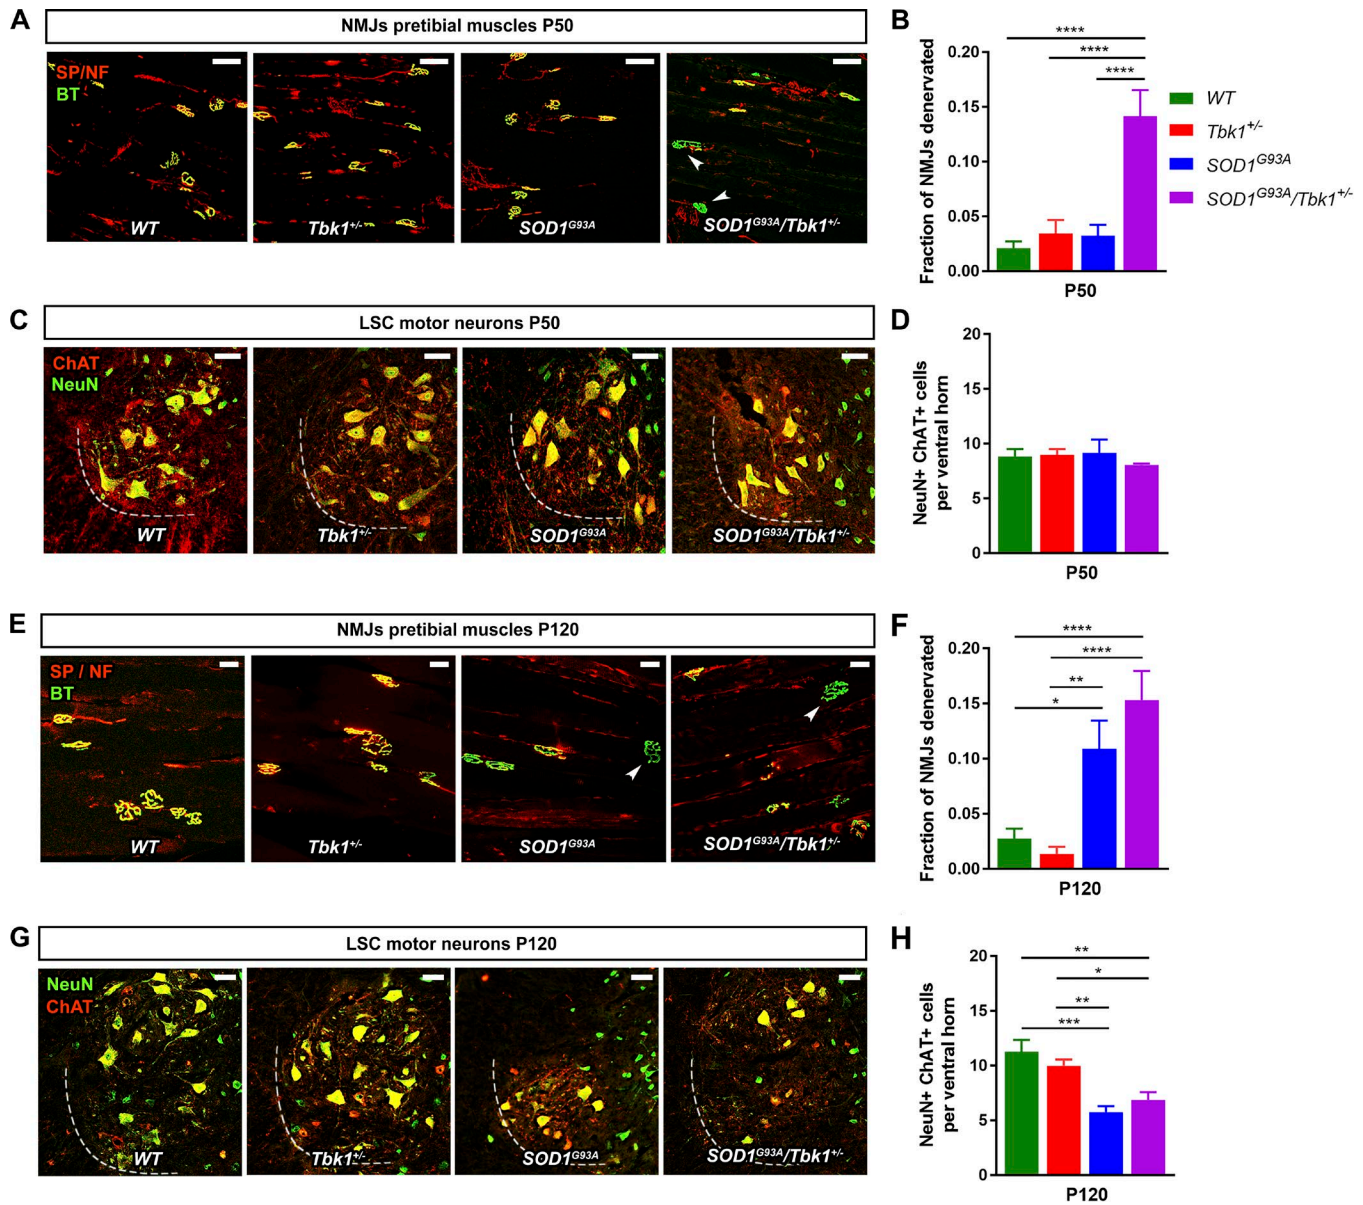 A
NMJs pretibial muscles P50
SP/NF
BT
WT
Tbk1+/-
SOD1G93A
SOD1G93A/Tbk1+/-
B
Fraction of NMJs denervated
0.20
0.15
0.10
0.05
0.00
****
****
****
P50
WT
Tbk1+/-
SOD1G93A
SOD1G93A/Tbk1+/-
C
LSC motor neurons P50
ChAT
NeuN
WT
Tbk1+/-
SOD1G93A
SOD1G93A/Tbk1+/-
D
NeuN+ ChAT+ cells
per ventral horn
20
15
10
5
0
P50
E
NMJs pretibial muscles P120
SP / NF
BT
WT
Tbk1+/-
SOD1G93A
SOD1G93A/Tbk1+/-
F
Fraction of NMJs denervated
0.20
0.15
0.10
0.05
0.00
****
****
**
*
P120
G
LSC motor neurons P120
NeuN
ChAT
WT
Tbk1+/-
SOD1G93A
SOD1G93A/Tbk1+/-
H
NeuN+ ChAT+ cells
per ventral horn
20
15
10
5
0
**
*
**
***
P120